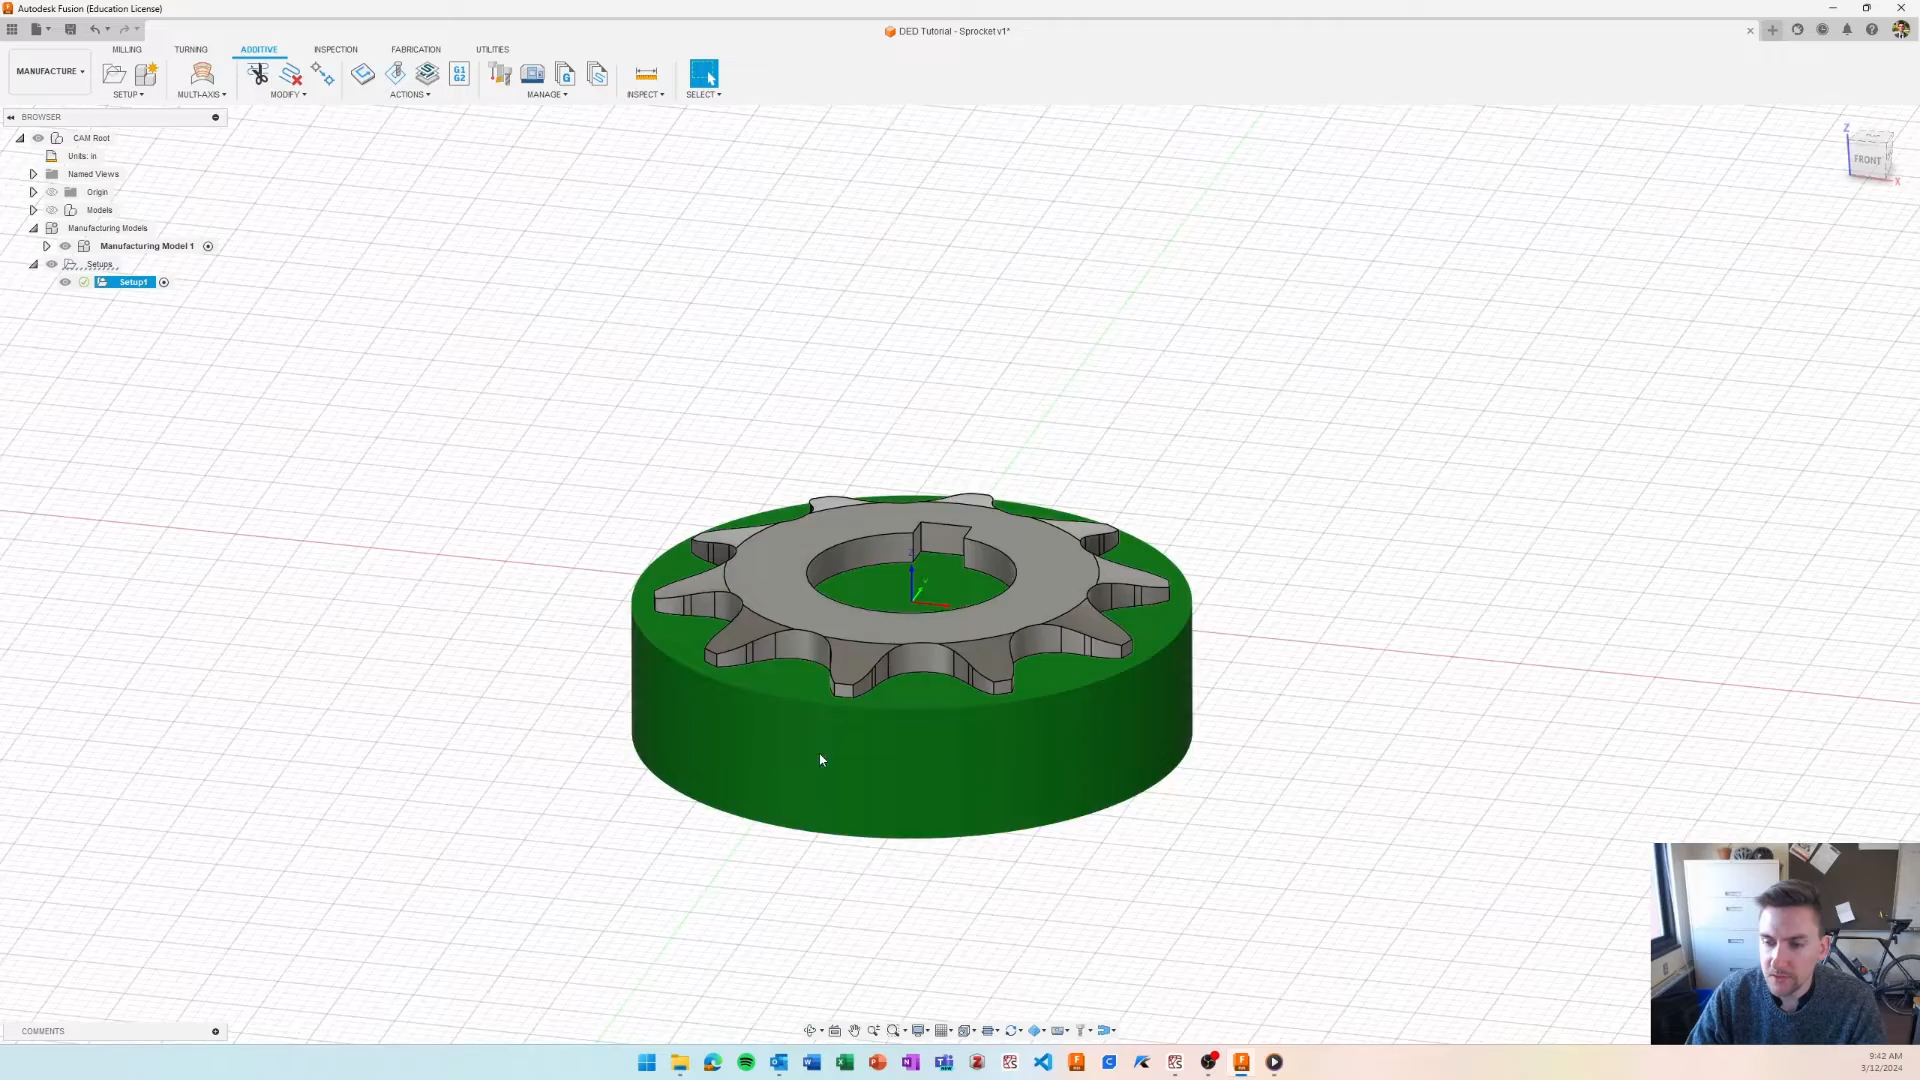 Autodesk Fusion (Education License)
DED Tutorial - Sprocket v1*
MILLING TURNING ADDITIVE INSPECTION FABRICATION UTILITIES
MANUFACTURE
G1
G2
G
SETUP MULTI-AXIS MODIFY ACTIONS MANAGE INSPECT SELECT
BROWSER
CAM Root
Units: in
Named Views
Origin
Models
Manufacturing Models
Manufacturing Model 1
Setups
Setup1
Z
FRONT
X
COMMENTS
9:42 AM
3/12/2024